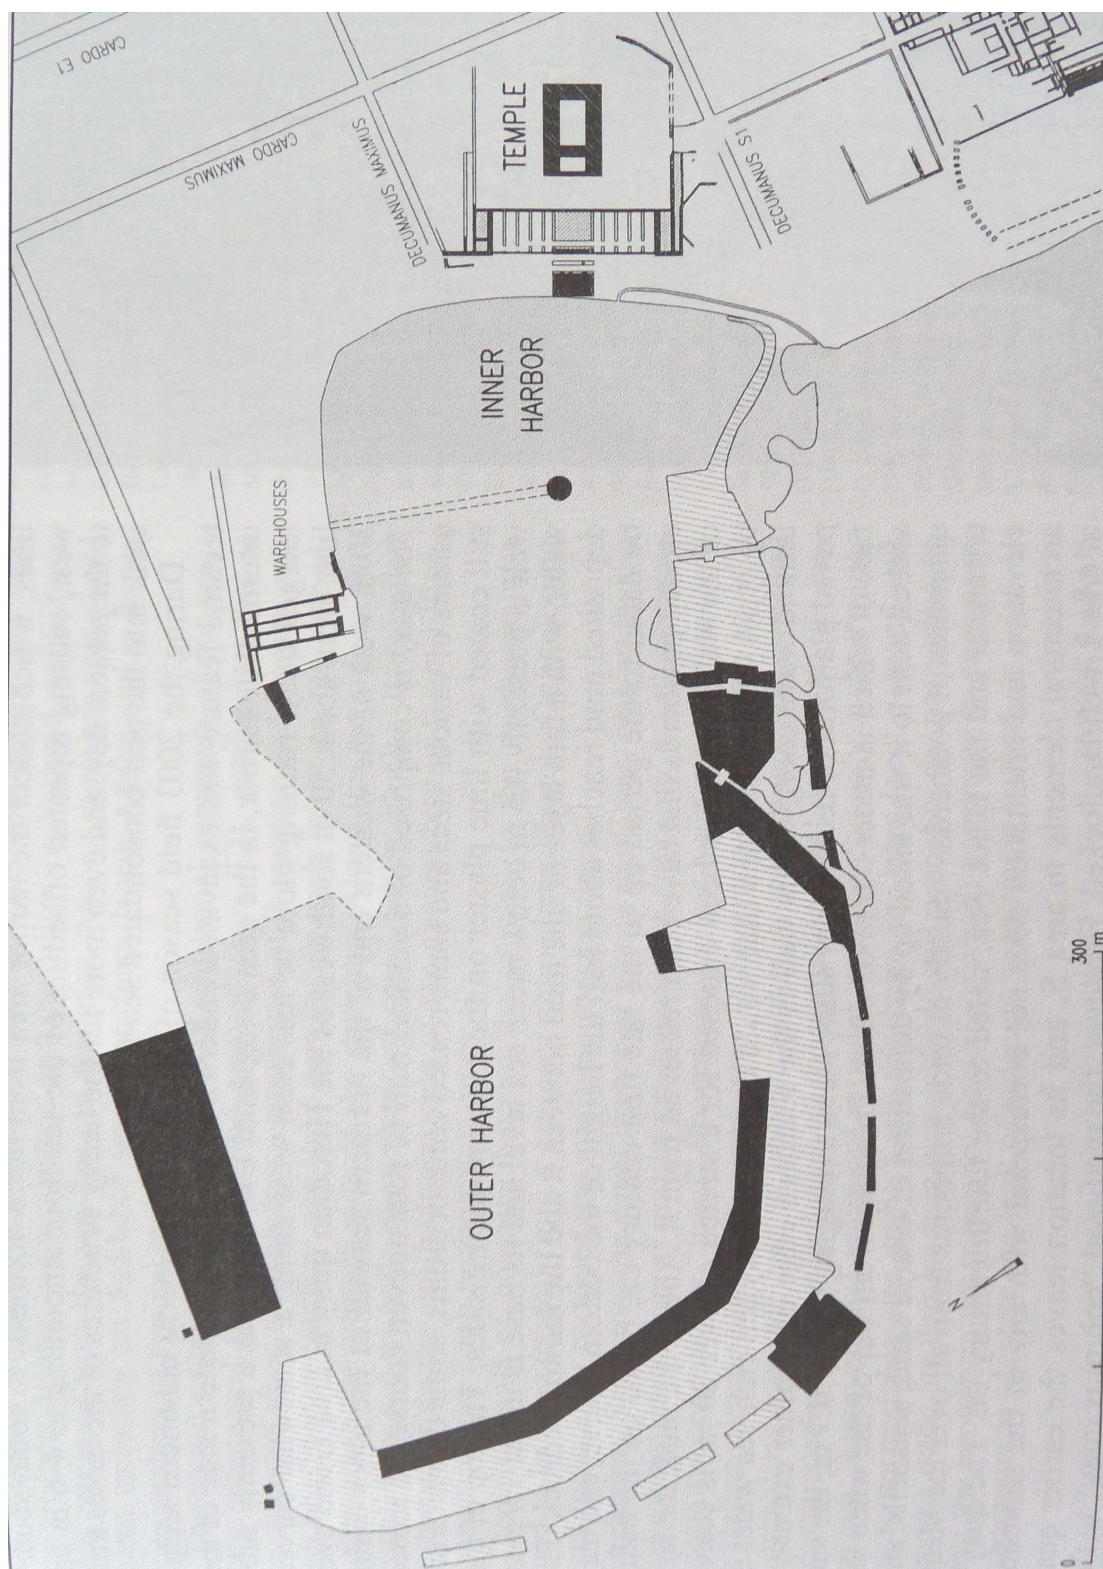 CARDO E1
CARDO MAXIMUS
DECUMANUS MAXIMUS
TEMPLE
DECUMANUS S1
INNER
HARBOR
WAREHOUSES
OUTER HARBOR
N
0
300
m